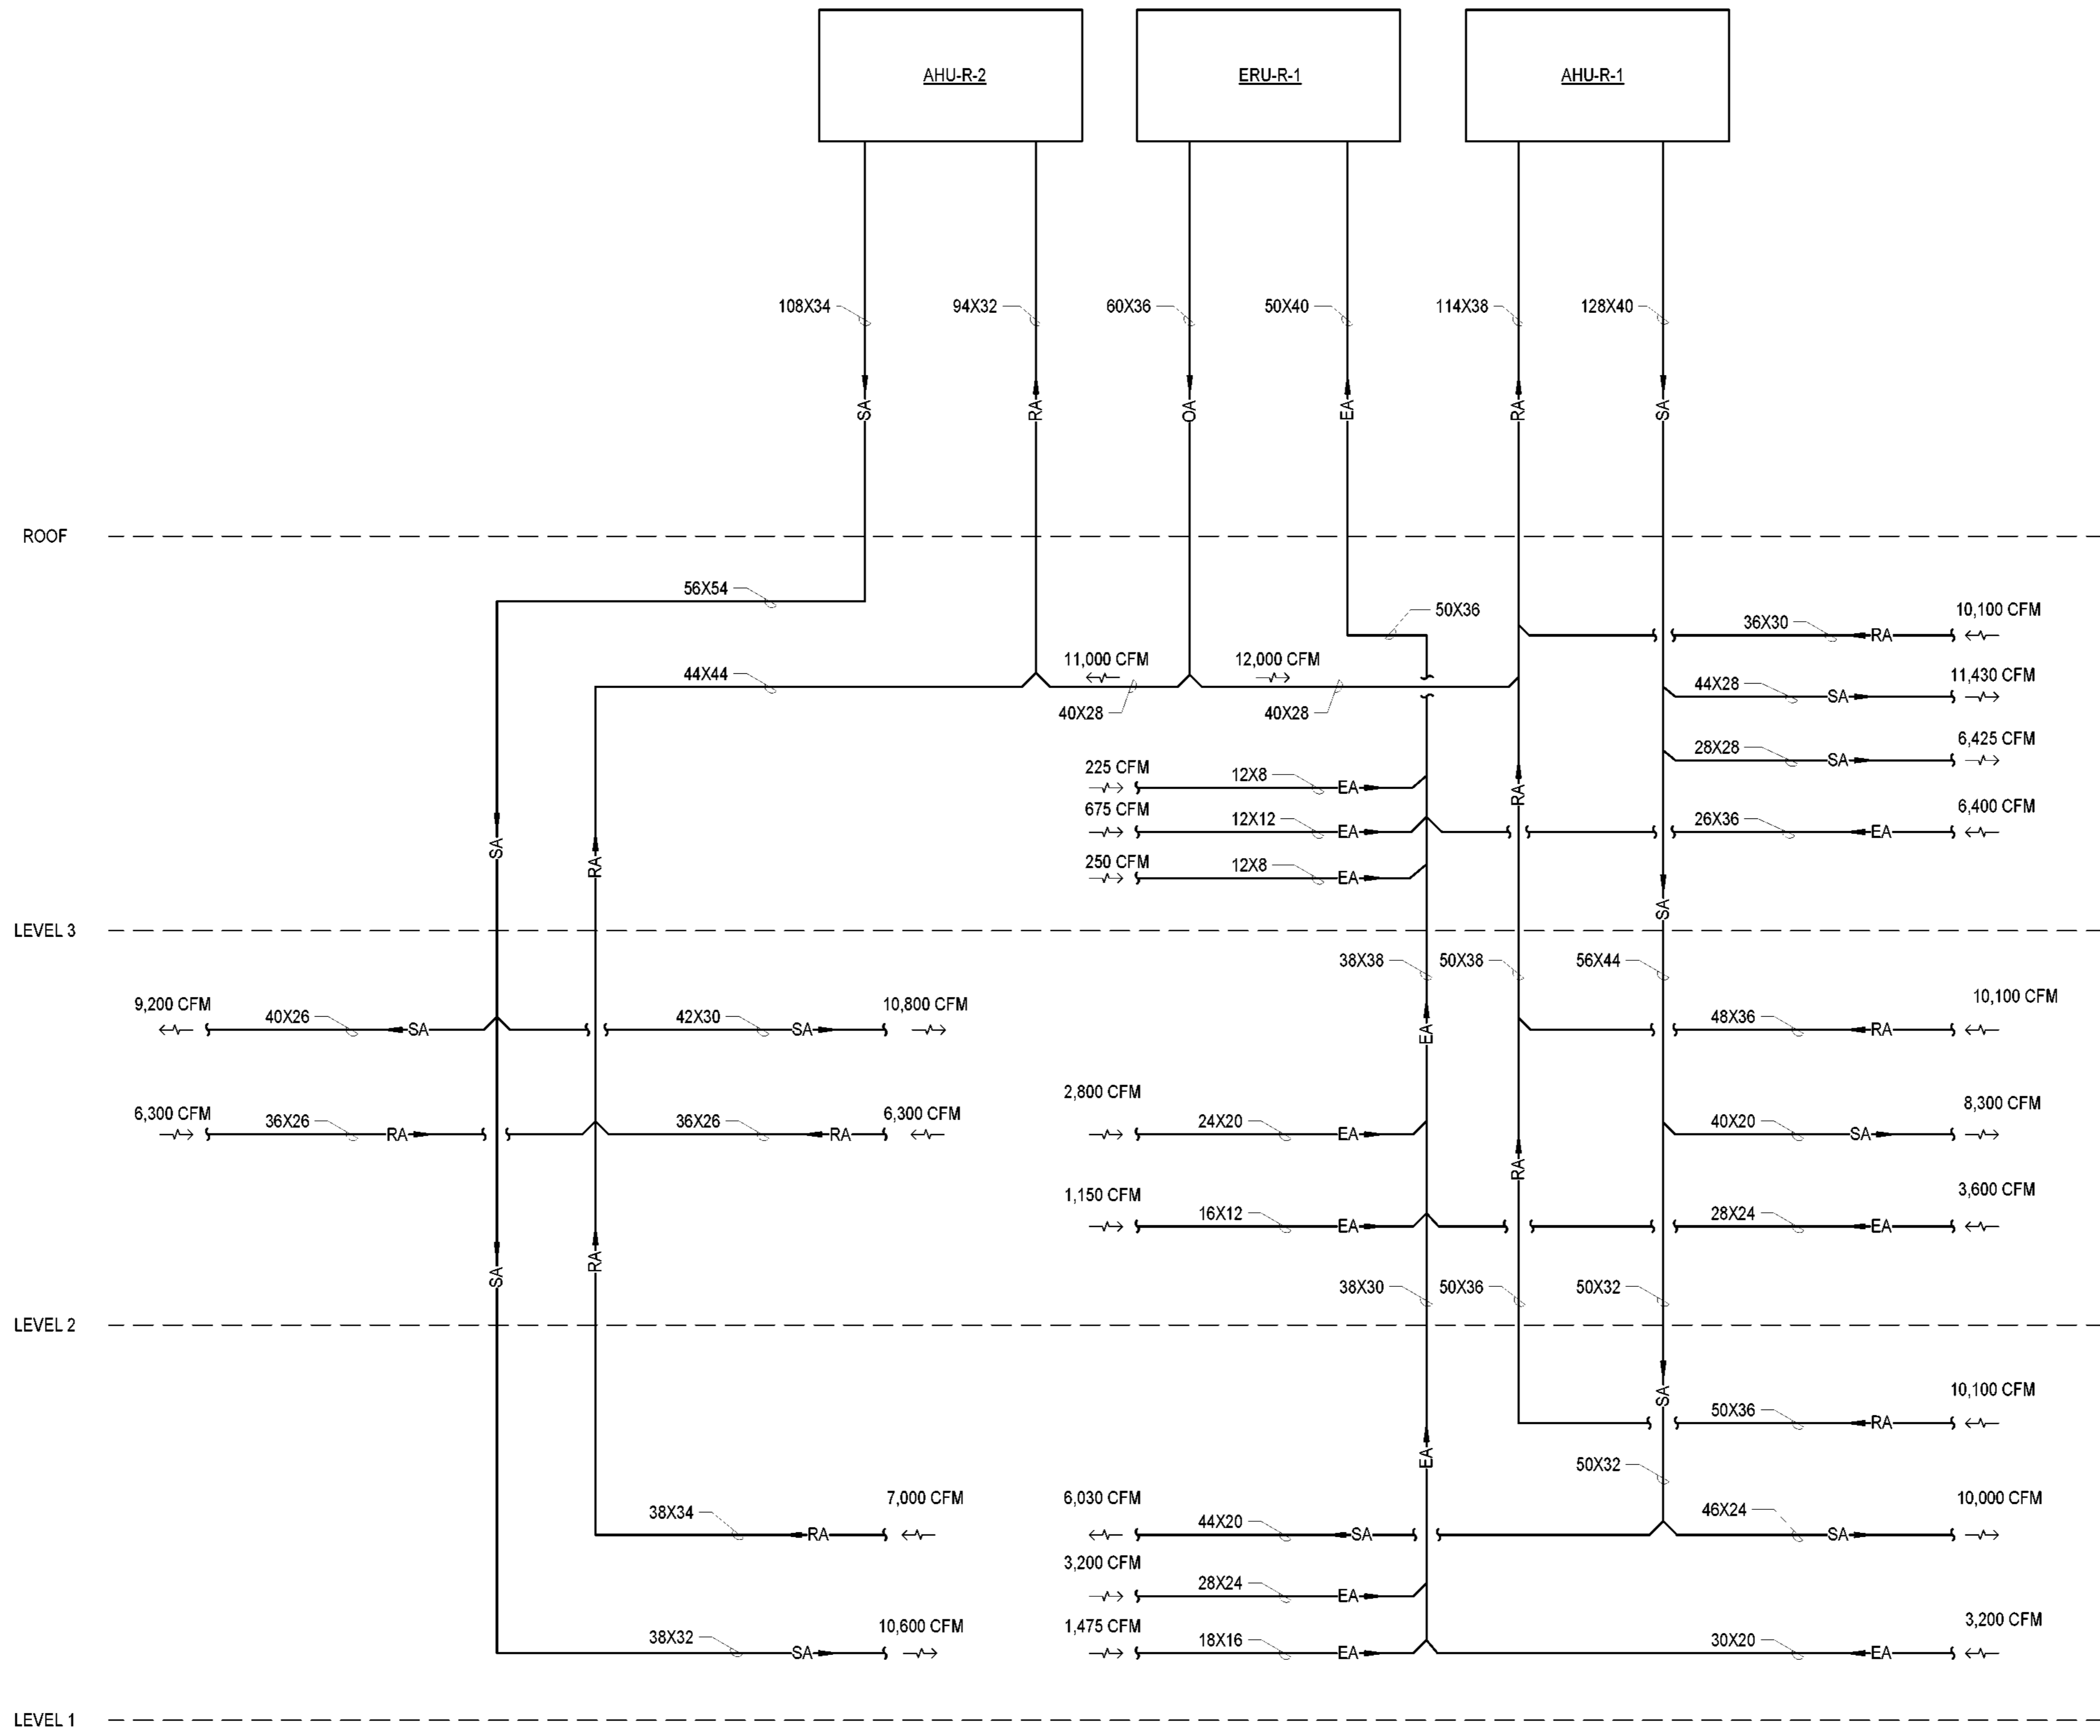 AHU-R-2 ERU-R-1 AHU-R-1
108X34 94X32 60X36 50X40 114X38 128X40
SA RA OA EA RA SA
ROOF
56X54
50X36 36X30 10,100 CFM
RA
44X44 11,000 CFM 12,000 CFM
44X28 SA 11,430 CFM
40X28 40X28
28X28 SA 6,425 CFM
225 CFM 12X8 EA
RA
675 CFM 12X12 EA 26X36 EA 6,400 CFM
SA RA
250 CFM 12X8 EA
SA
LEVEL 3
38X38 50X38 56X44
9,200 CFM 10,800 CFM 10,100 CFM
40X26 SA 42X30 SA EA 48X36 RA
2,800 CFM 8,300 CFM
6,300 CFM 6,300 CFM
36X26 RA 36X26 RA 24X20 EA 40X20 SA
RA
1,150 CFM 3,600 CFM
16X12 EA 28X24 EA
SA RA
38X30 50X36 50X32
LEVEL 2
SA
10,100 CFM
50X36 RA
EA 50X32
7,000 CFM 6,030 CFM 10,000 CFM
38X34 RA 44X20 SA 46X24 SA
3,200 CFM
28X24 EA
10,600 CFM 1,475 CFM 3,200 CFM
38X32 SA 18X16 EA 30X20 EA
LEVEL 1